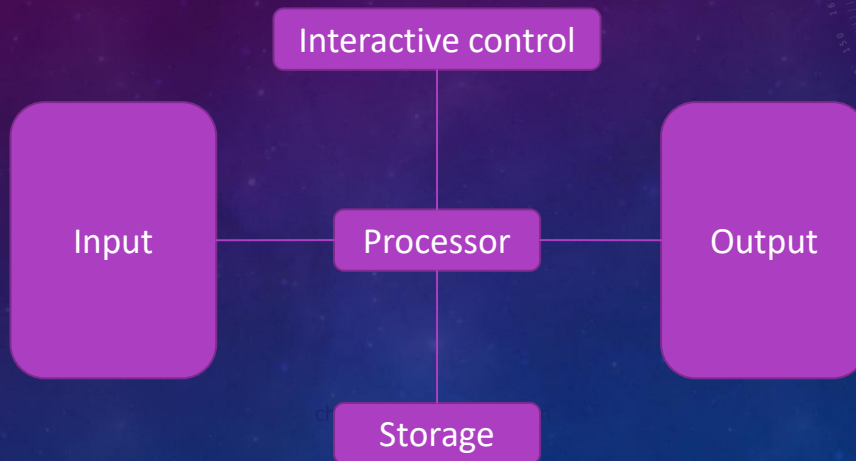 Interactive control
Input
Processor
Output
Storage